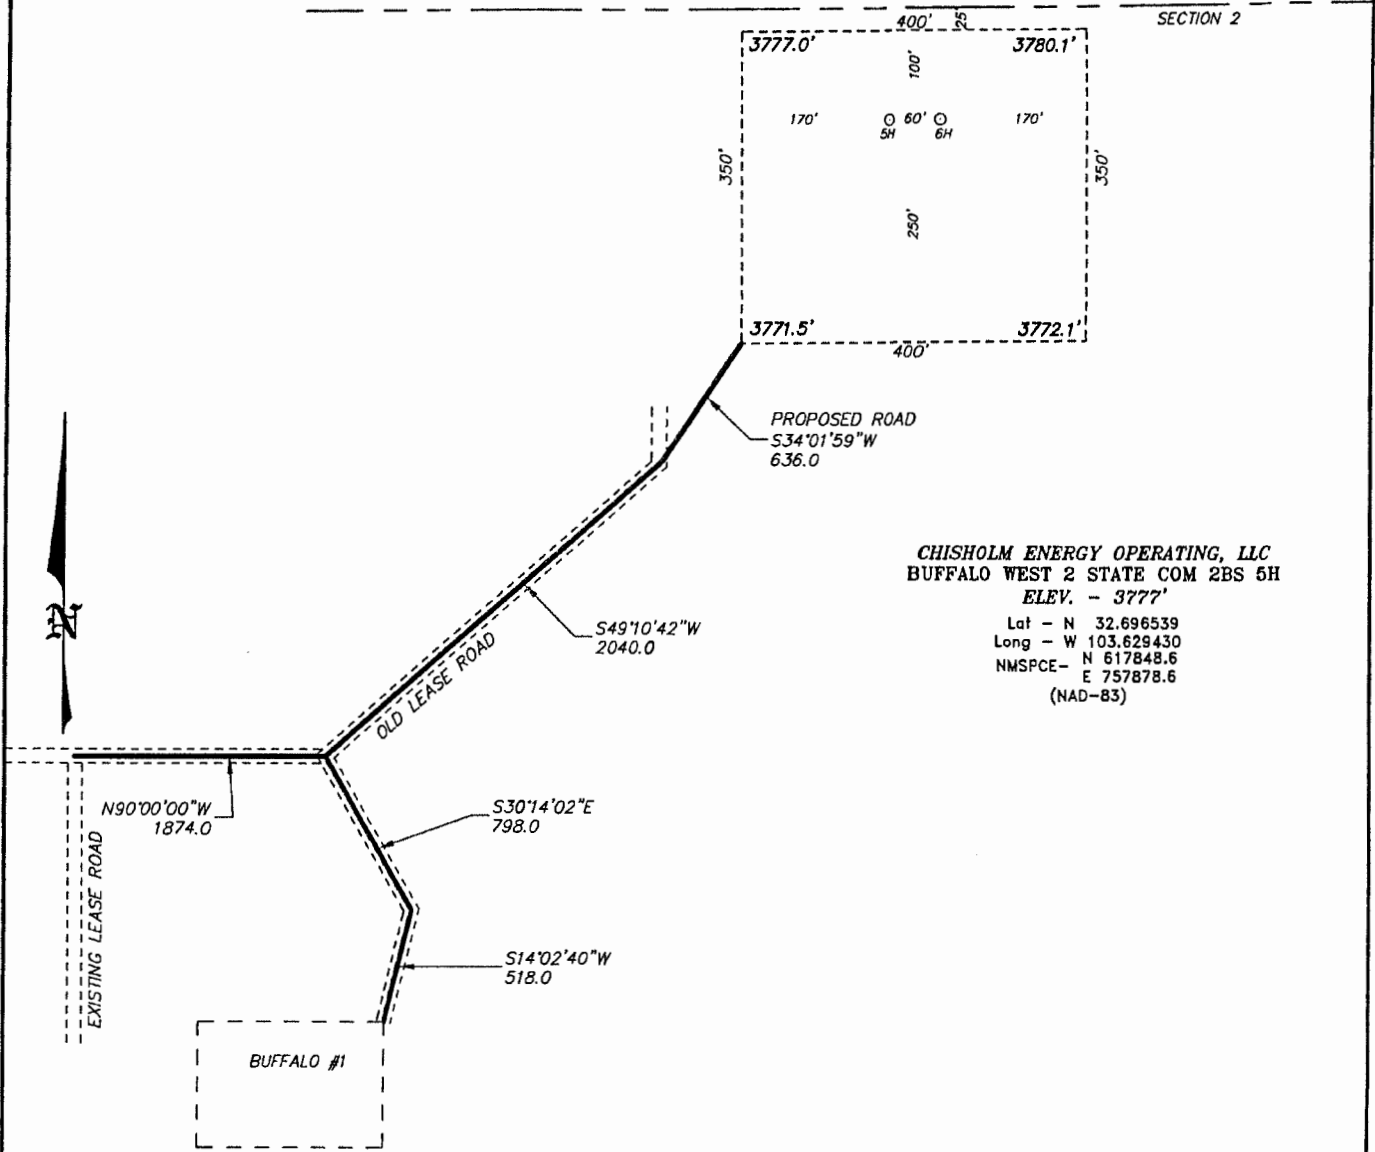 SECTION 2
400' 25'
3777.0' 3780.1'
100'
170' 60' 170'
5H 6H
350' 350'
250'
3771.5' 3772.1'
400'
PROPOSED ROAD
S34°01'59"W
636.0
CHISHOLM ENERGY OPERATING, LLC
BUFFALO WEST 2 STATE COM 2BS 5H
ELEV. - 3777'
Lat - N 32.696539
Long - W 103.629430
NMSPCE- N 617848.6
E 757878.6
(NAD-83)
N
S49°10'42"W
2040.0
OLD LEASE ROAD
N90°00'00"W
1874.0
S30°14'02"E
798.0
EXISTING LEASE ROAD
S14°02'40"W
518.0
BUFFALO #1